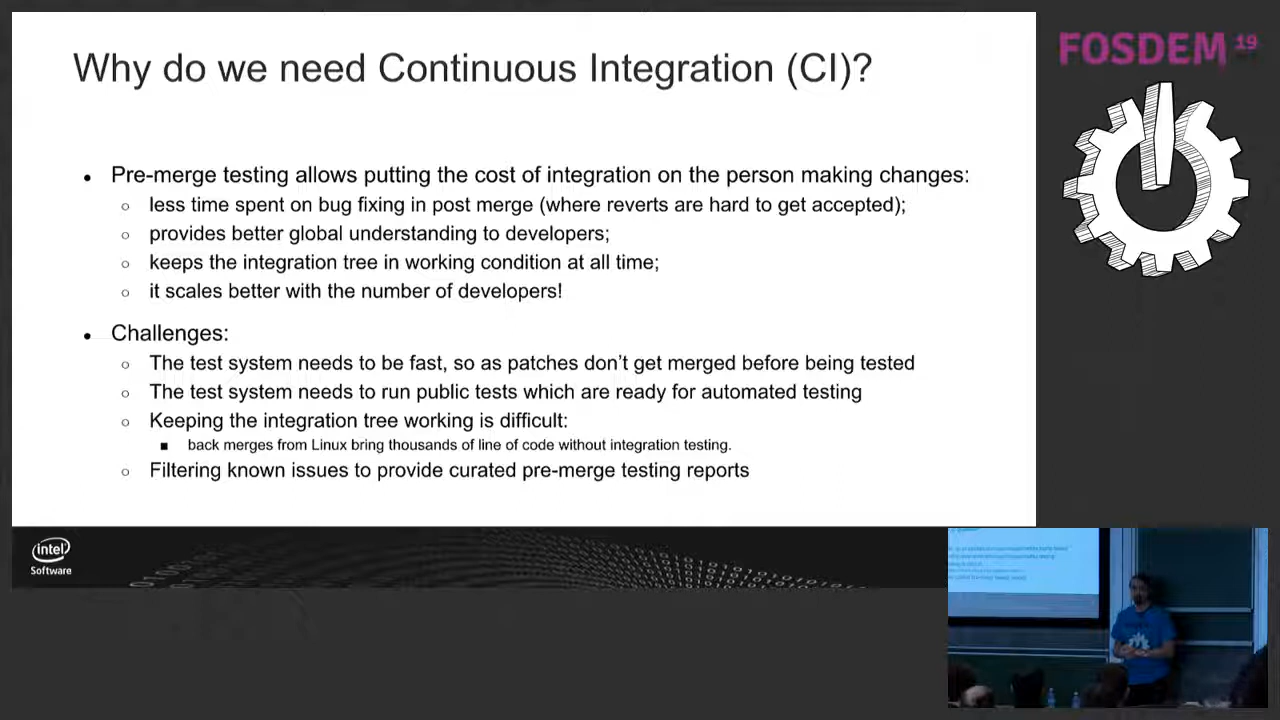 Why do we need Continuous Integration (CI)?
● Pre-merge testing allows putting the cost of integration on the person making changes:
○ less time spent on bug fixing in post merge (where reverts are hard to get accepted);
○ provides better global understanding to developers;
○ keeps the integration tree in working condition at all time;
○ it scales better with the number of developers!
● Challenges:
○ The test system needs to be fast, so as patches don't get merged before being tested
○ The test system needs to run public tests which are ready for automated testing
○ Keeping the integration tree working is difficult:
■ back merges from Linux bring thousands of line of code without integration testing.
○ Filtering known issues to provide curated pre-merge testing reports
intel
Software
FOSDEM 19